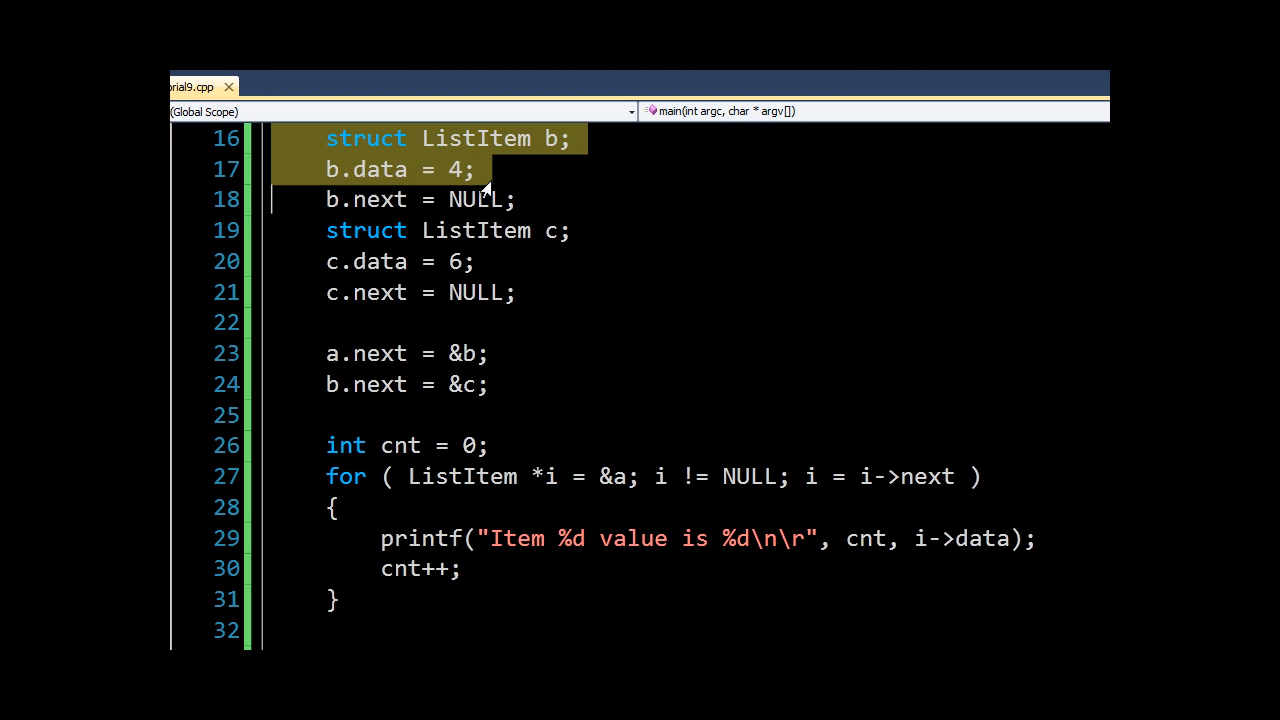 rial9.cpp
(Global Scope) main(int argc, char * argv[])
16 struct ListItem b;
17 b.data = 4;
18 b.next = NULL;
19 struct ListItem c;
20 c.data = 6;
21 c.next = NULL;
22
23 a.next = &b;
24 b.next = &c;
25
26 int cnt = 0;
27 for ( ListItem *i = &a; i != NULL; i = i->next )
28 {
29 printf("Item %d value is %d\n\r", cnt, i->data);
30 cnt++;
31 }
32